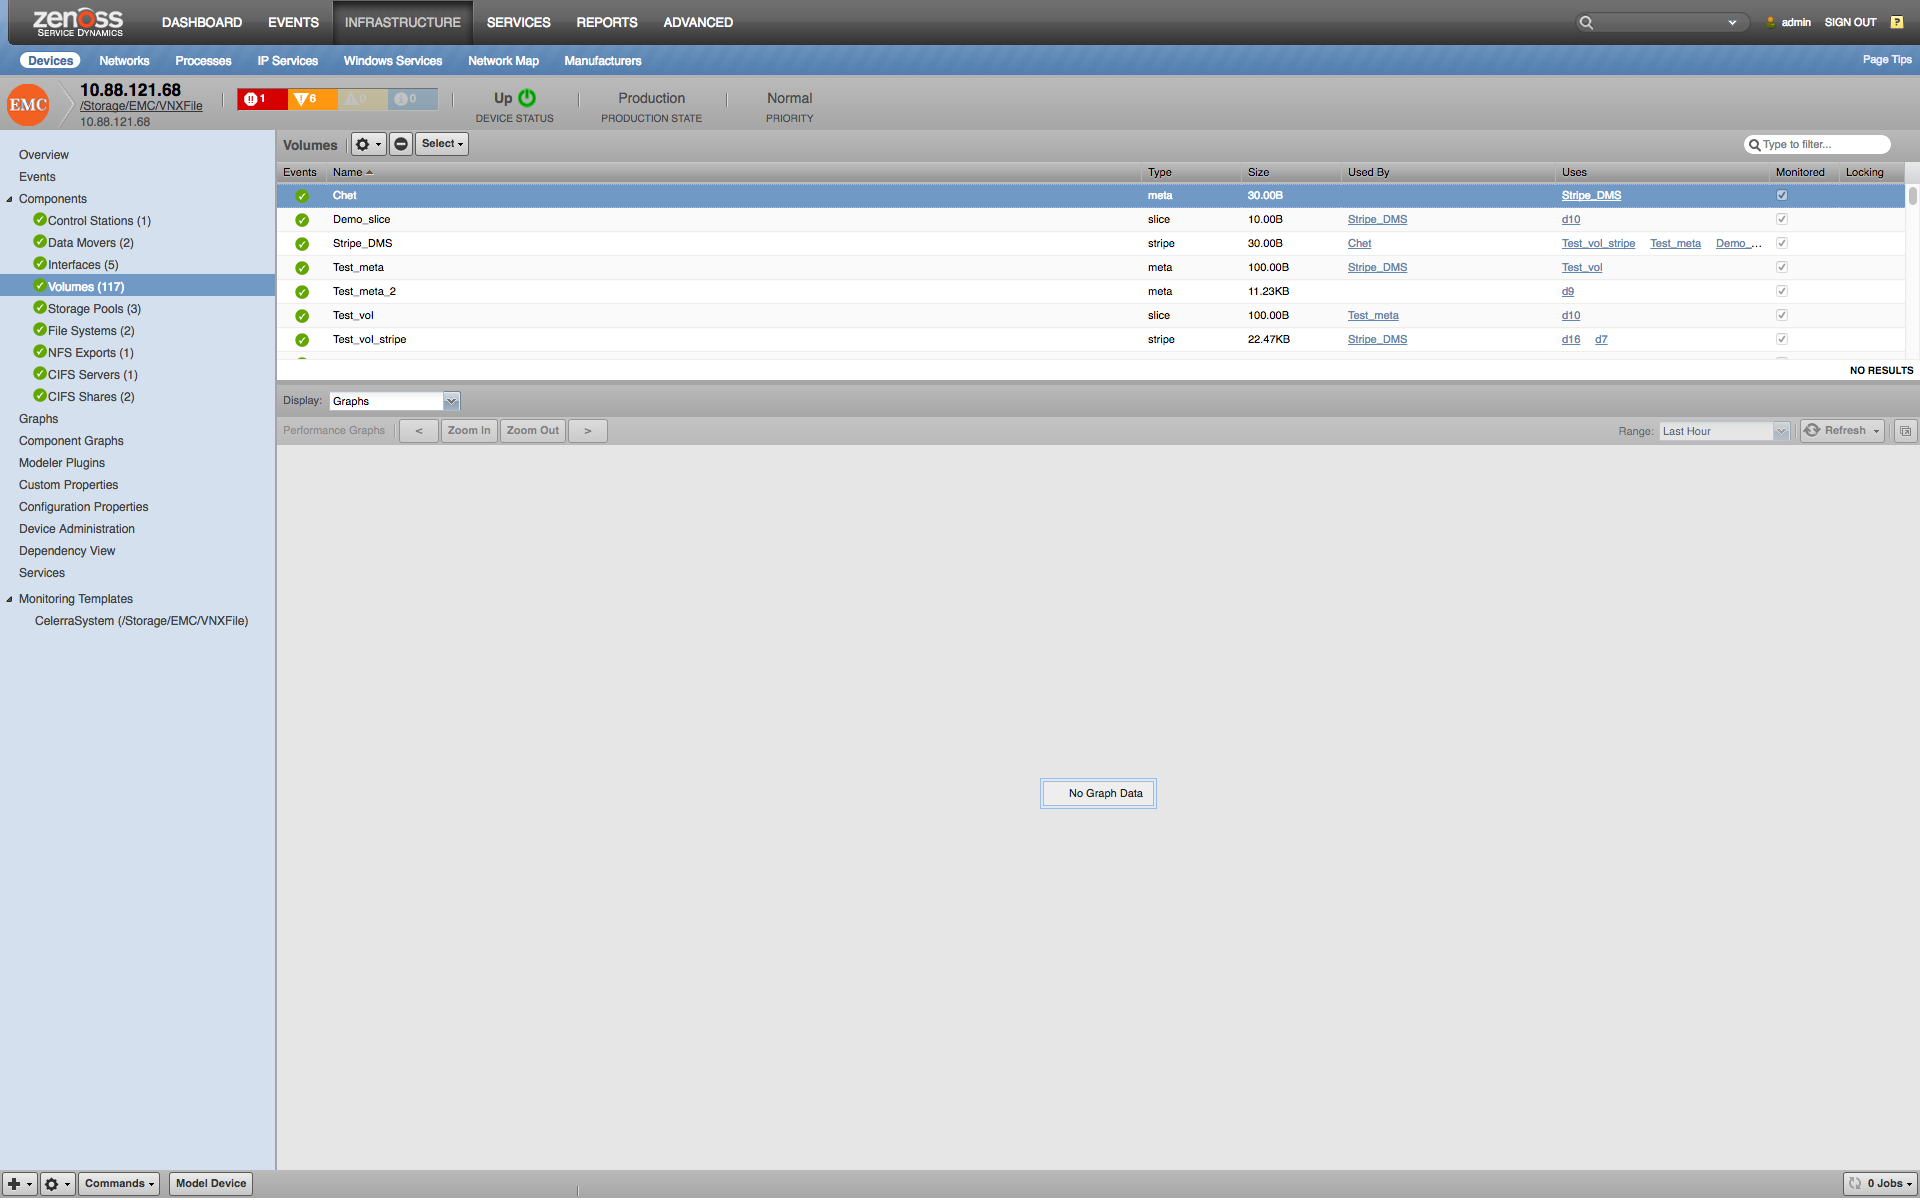 zenoss
SERVICE DYNAMICS
DASHBOARD EVENTS INFRASTRUCTURE SERVICES REPORTS ADVANCED
admin SIGN OUT ?
Devices Networks Processes IP Services Windows Services Network Map Manufacturers
Page Tips
EMC
10.88.121.68
/Storage/EMC/VNXFile
10.88.121.68
1 6 0 0
Up
DEVICE STATUS
Production
PRODUCTION STATE
Normal
PRIORITY
Overview
Events
Components
Control Stations (1)
Data Movers (2)
Interfaces (5)
Volumes (117)
Storage Pools (3)
File Systems (2)
NFS Exports (1)
CIFS Servers (1)
CIFS Shares (2)
Graphs
Component Graphs
Modeler Plugins
Custom Properties
Configuration Properties
Device Administration
Dependency View
Services
Monitoring Templates
CelerraSystem (/Storage/EMC/VNXFile)
Volumes Select Type to filter...
Events Name Type Size Used By Uses Monitored Locking
Chet meta 30.00B Stripe_DMS
Demo_slice slice 10.00B Stripe_DMS d10
Stripe_DMS stripe 30.00B Chet Test_vol_stripe Test_meta Demo_...
Test_meta meta 100.00B Stripe_DMS Test_vol
Test_meta_2 meta 11.23KB d9
Test_vol slice 100.00B Test_meta d10
Test_vol_stripe stripe 22.47KB Stripe_DMS d16 d7
NO RESULTS
Display: Graphs
Performance Graphs < Zoom In Zoom Out > Range: Last Hour Refresh
No Graph Data
Commands Model Device 0 Jobs